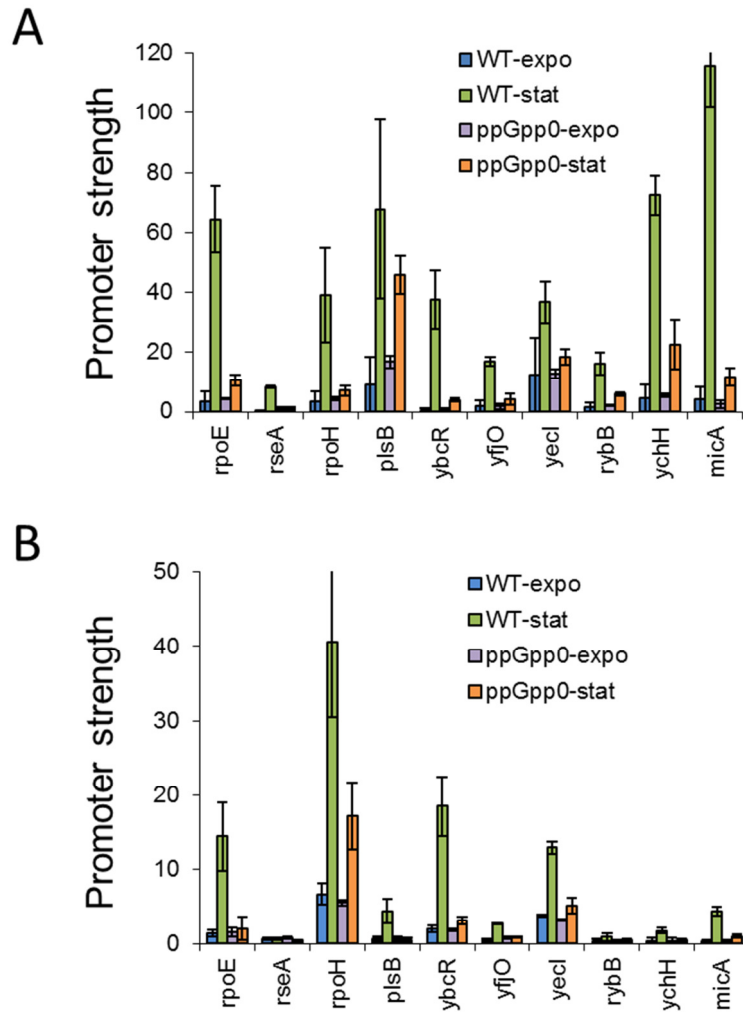 A
Promoter strength
120
100
80
60
40
20
0
WT-expo
WT-stat
ppGpp0-expo
ppGpp0-stat
rpoE
rseA
rpoH
plsB
ybcR
yfjO
yecI
rybB
ychH
micA
B
Promoter strength
50
40
30
20
10
0
WT-expo
WT-stat
ppGpp0-expo
ppGpp0-stat
rpoE
rseA
rpoH
plsB
ybcR
yfjO
yecI
rybB
ychH
micA